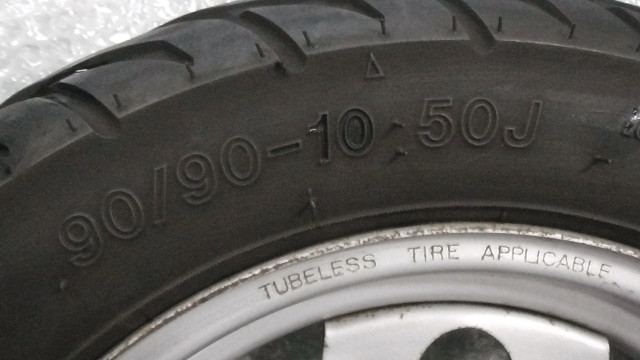 90/90-10 50J
TUBELESS TIRE APPLICABLE